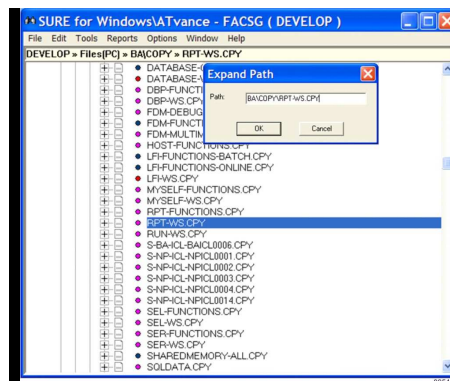 SURE for Windows\ATvance - FACSG ( DEVELOP )
File Edit Tools Reports Options Window Help
DEVELOP » Files(PC) » BA\COPY » RPT-WS.CPY
DATABASE-
DATABASE-
DBP-FUNCTI
DBP-WS.CP
FDM-DEBUG
FDM-FUNCT
FDM-MULTIM
Expand Path
Path:
BA\COPY\RPT-WS.CPY
OK Cancel
HOST-FUNCTIONS.CPY
LFI-FUNCTIONS-BATCH.CPY
LFI-FUNCTIONS-ONLINE.CPY
LFI-WS.CPY
MYSELF-FUNCTIONS.CPY
MYSELF-WS.CPY
RPT-FUNCTIONS.CPY
RPT-WS.CPY
RUN-WS.CPY
S-BA-ICL-BAICL0006.CPY
S-NP-ICL-NPICL0001.CPY
S-NP-ICL-NPICL0002.CPY
S-NP-ICL-NPICL0003.CPY
S-NP-ICL-NPICL0004.CPY
S-NP-ICL-NPICL0014.CPY
SEL-FUNCTIONS.CPY
SEL-WS.CPY
SER-FUNCTIONS.CPY
SER-WS.CPY
SHAREDMEMORY-ALL.CPY
SQLDATA.CPY